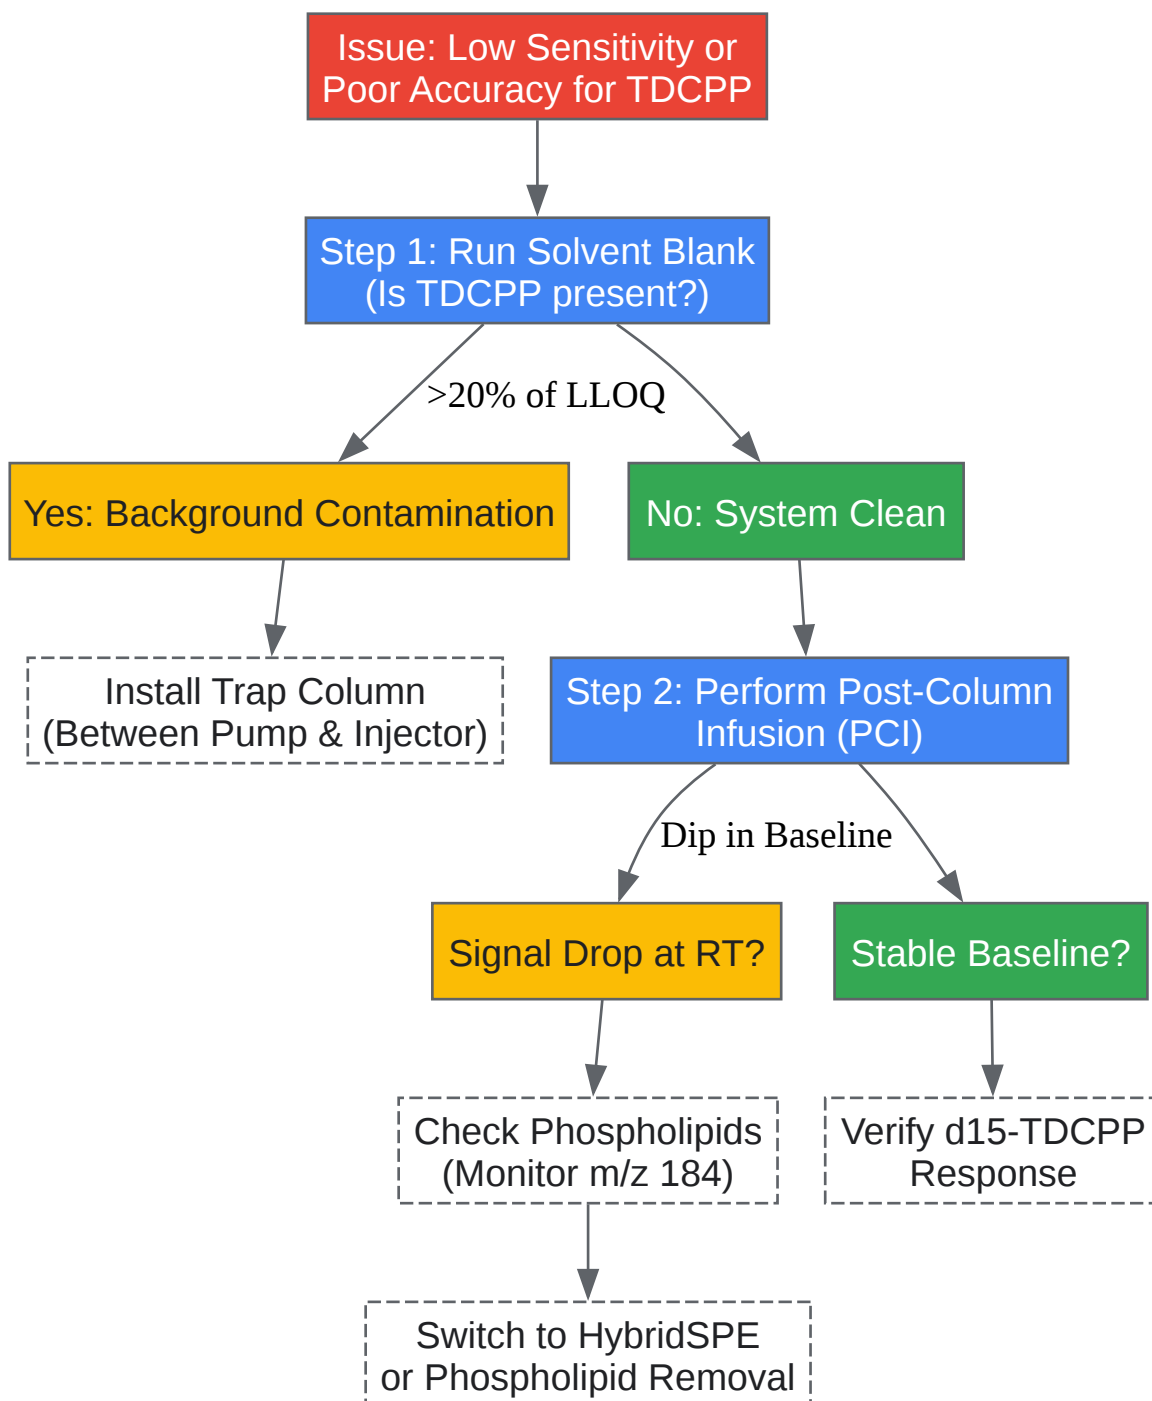 Issue: Low Sensitivity or
Poor Accuracy for TDCPP
Step 1: Run Solvent Blank
(Is TDCPP present?)
>20% of LLOQ
Yes: Background Contamination
No: System Clean
Install Trap Column
(Between Pump & Injector)
Step 2: Perform Post-Column
Infusion (PCI)
Dip in Baseline
Signal Drop at RT?
Stable Baseline?
Check Phospholipids
(Monitor m/z 184)
Verify d15-TDCPP
Response
Switch to HybridSPE
or Phospholipid Removal